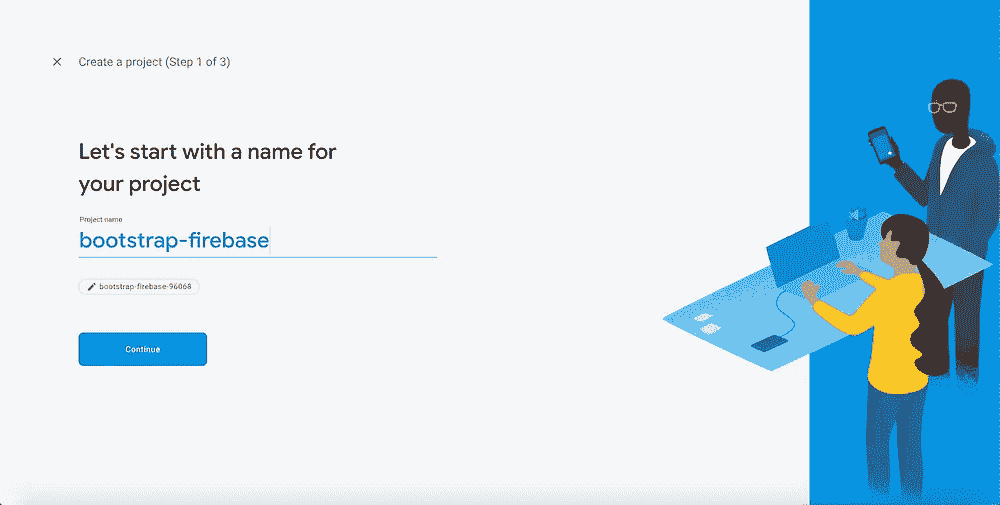 Create a project (Step 1 of 3)
Let's start with a name for
your project
Project name
bootstrap-firebase
bootstrap-firebase-96068
Continue